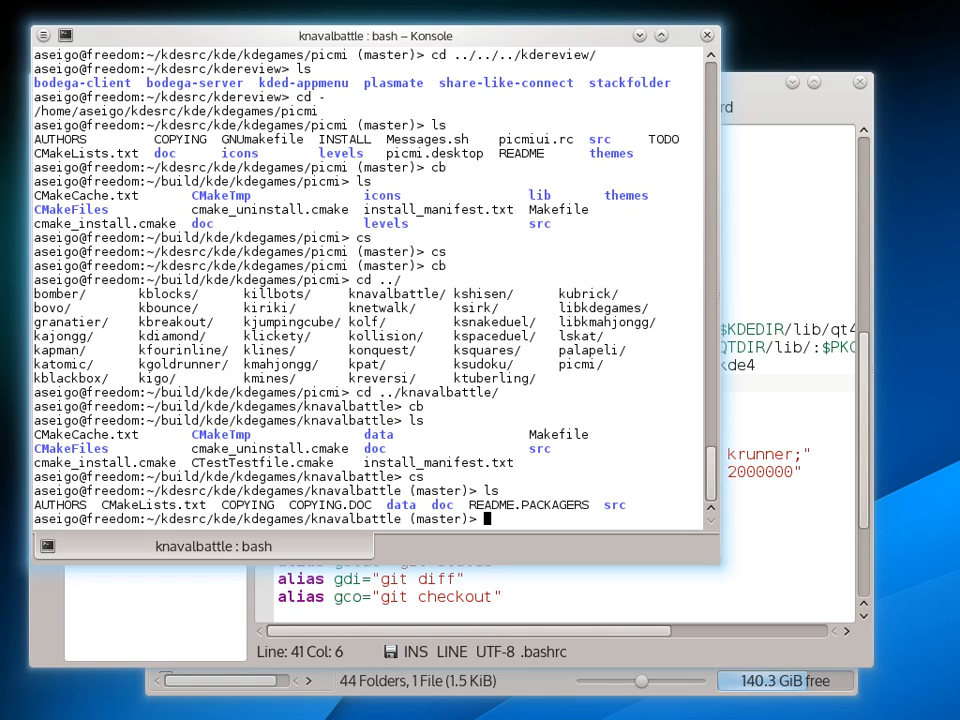 knavalbattle : bash – Konsole
aseigo@freedom:~/kdesrc/kde/kdegames/picmi (master)> cd ../../../kdereview/
aseigo@freedom:~/kdesrc/kdereview> ls
bodega-client  bodega-server  kded-appmenu  plasmate  share-like-connect  stackfolder
aseigo@freedom:~/kdesrc/kdereview> cd -
/home/aseigo/kdesrc/kde/kdegames/picmi
aseigo@freedom:~/kdesrc/kde/kdegames/picmi (master)> ls
AUTHORS         COPYING  GNUmakefile  INSTALL  Messages.sh    picmiui.rc  src     TODO
CMakeLists.txt  doc      icons        levels   picmi.desktop  README      themes
aseigo@freedom:~/kdesrc/kde/kdegames/picmi (master)> cb
aseigo@freedom:~/build/kde/kdegames/picmi> ls
CMakeCache.txt       CMakeTmp             icons                 lib       themes
CMakeFiles           cmake_uninstall.cmake  install_manifest.txt  Makefile
cmake_install.cmake  doc                  levels                src
aseigo@freedom:~/build/kde/kdegames/picmi> cs
aseigo@freedom:~/kdesrc/kde/kdegames/picmi (master)> cs
aseigo@freedom:~/kdesrc/kde/kdegames/picmi (master)> cb
aseigo@freedom:~/build/kde/kdegames/picmi> cd ../
bomber/       kblocks/      killbots/     knavalbattle/ kshisen/      kubrick/
bovo/         kbounce/      kiriki/       knetwalk/     ksirk/        libkdegames/
granatier/    kbreakout/    kjumpingcube/ kolf/         ksnakeduel/   libkmahjongg/
kajongg/      kdiamond/     klickety/     kollision/    kspaceduel/   lskat/
kapman/       kfourinline/  klines/       konquest/     ksquares/     palapeli/
katomic/      kgoldrunner/  kmahjongg/    kpat/         ksudoku/      picmi/
kblackbox/    kigo/         kmines/       kreversi/     ktuberling/
aseigo@freedom:~/build/kde/kdegames/picmi> cd ../knavalbattle/
aseigo@freedom:~/build/kde/kdegames/knavalbattle> cb
aseigo@freedom:~/build/kde/kdegames/knavalbattle> ls
CMakeCache.txt       CMakeTmp               data                  Makefile
CMakeFiles           cmake_uninstall.cmake  doc                   src
cmake_install.cmake  CTestTestfile.cmake    install_manifest.txt
aseigo@freedom:~/build/kde/kdegames/knavalbattle> cs
aseigo@freedom:~/kdesrc/kde/kdegames/knavalbattle (master)> ls
AUTHORS  CMakeLists.txt  COPYING  COPYING.DOC  data  doc  README.PACKAGERS  src
aseigo@freedom:~/kdesrc/kde/kdegames/knavalbattle (master)>
knavalbattle : bash
rd
$KDEDIR/lib/qt4
QTDIR/lib/:$PKG
kde4
krunner;"
2000000"
alias gdi="git diff"
alias gco="git checkout"
Line: 41 Col: 6  INS  LINE  UTF-8  .bashrc
44 Folders, 1 File (1.5 KiB)  140.3 GiB free